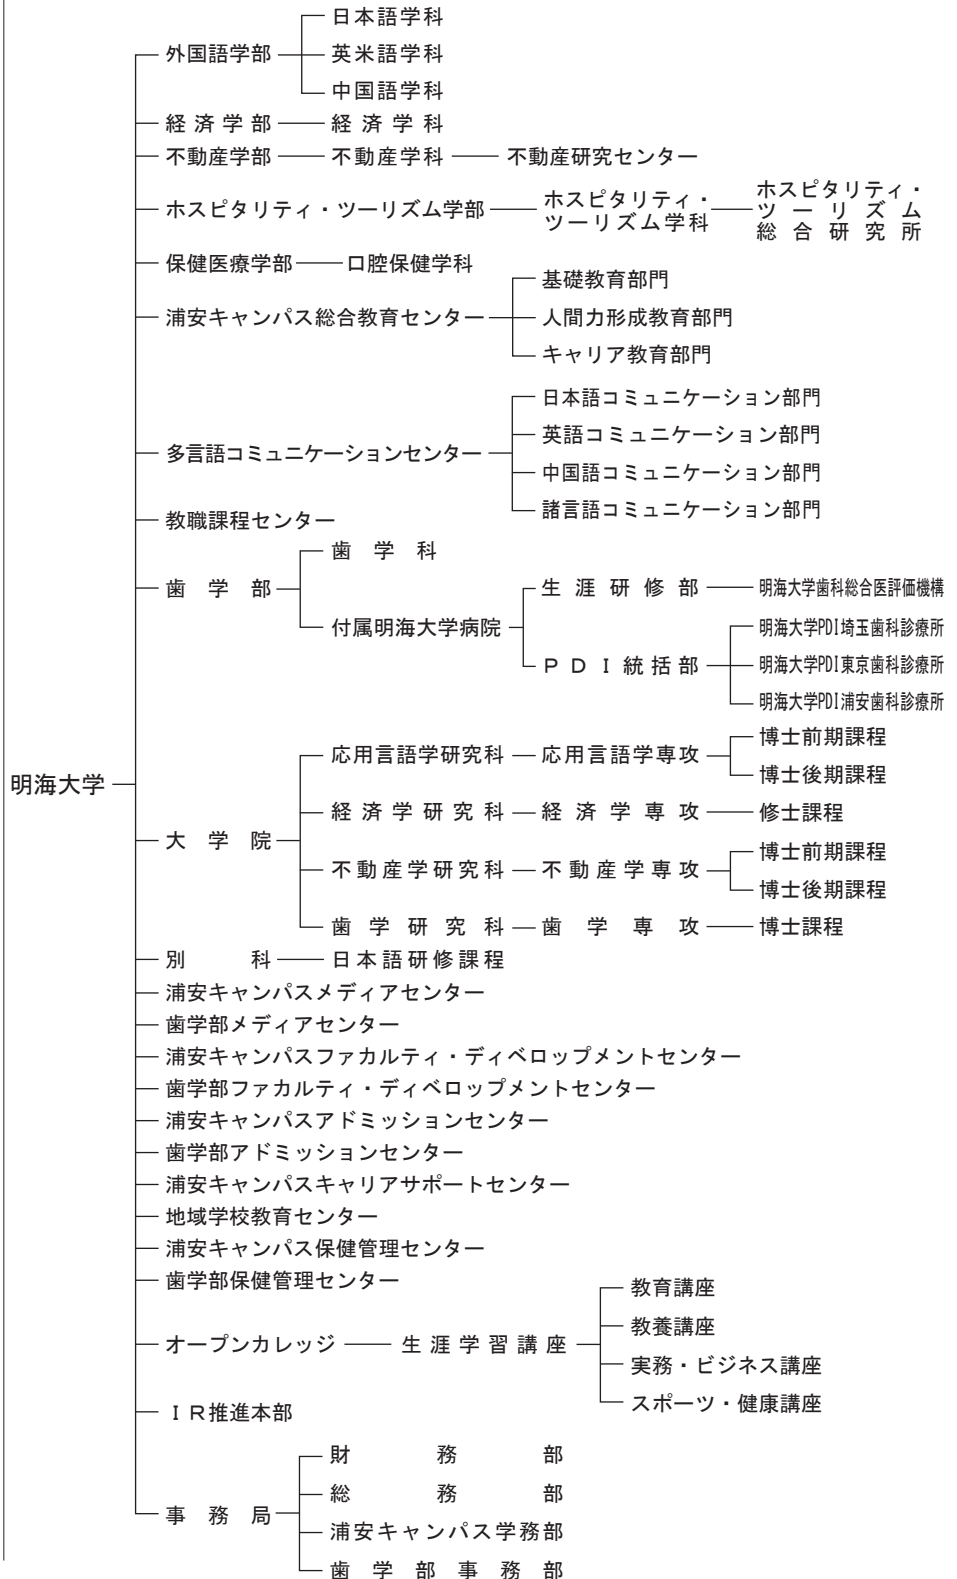 日本語学科
外国語学部 英米語学科
中国語学科
経済学部 経済学科
不動産学部 不動産学科 不動産研究センター
ホスピタリティ・ツーリズム学部 ホスピタリティ・ ホスピタリティ・
ツーリズム学科 ツーリズム
総合研究所
保健医療学部 口腔保健学科
基礎教育部門
浦安キャンパス総合教育センター 人間力形成教育部門
キャリア教育部門
日本語コミュニケーション部門
英語コミュニケーション部門
多言語コミュニケーションセンター
中国語コミュニケーション部門
諸言語コミュニケーション部門
教職課程センター
歯学科
歯学部 生涯研修部 明海大学歯科総合医評価機構
付属明海大学病院 明海大学PDI埼玉歯科診療所
PDI統括部 明海大学PDI東京歯科診療所
明海大学PDI浦安歯科診療所
博士前期課程
応用言語学研究科 応用言語学専攻
博士後期課程
明海大学
経済学研究科 経済学専攻 修士課程
大学院
博士前期課程
不動産学研究科 不動産学専攻
博士後期課程
歯学研究科 歯学専攻 博士課程
別科 日本語研修課程
浦安キャンパスメディアセンター
歯学部メディアセンター
浦安キャンパスファカルティ・ディベロップメントセンター
歯学部ファカルティ・ディベロップメントセンター
浦安キャンパスアドミッションセンター
歯学部アドミッションセンター
浦安キャンパスキャリアサポートセンター
地域学校教育センター
浦安キャンパス保健管理センター
歯学部保健管理センター
教育講座
教養講座
オープンカレッジ 生涯学習講座
実務・ビジネス講座
スポーツ・健康講座
IR推進本部
財務部
総務部
事務局
浦安キャンパス学務部
歯学部事務部